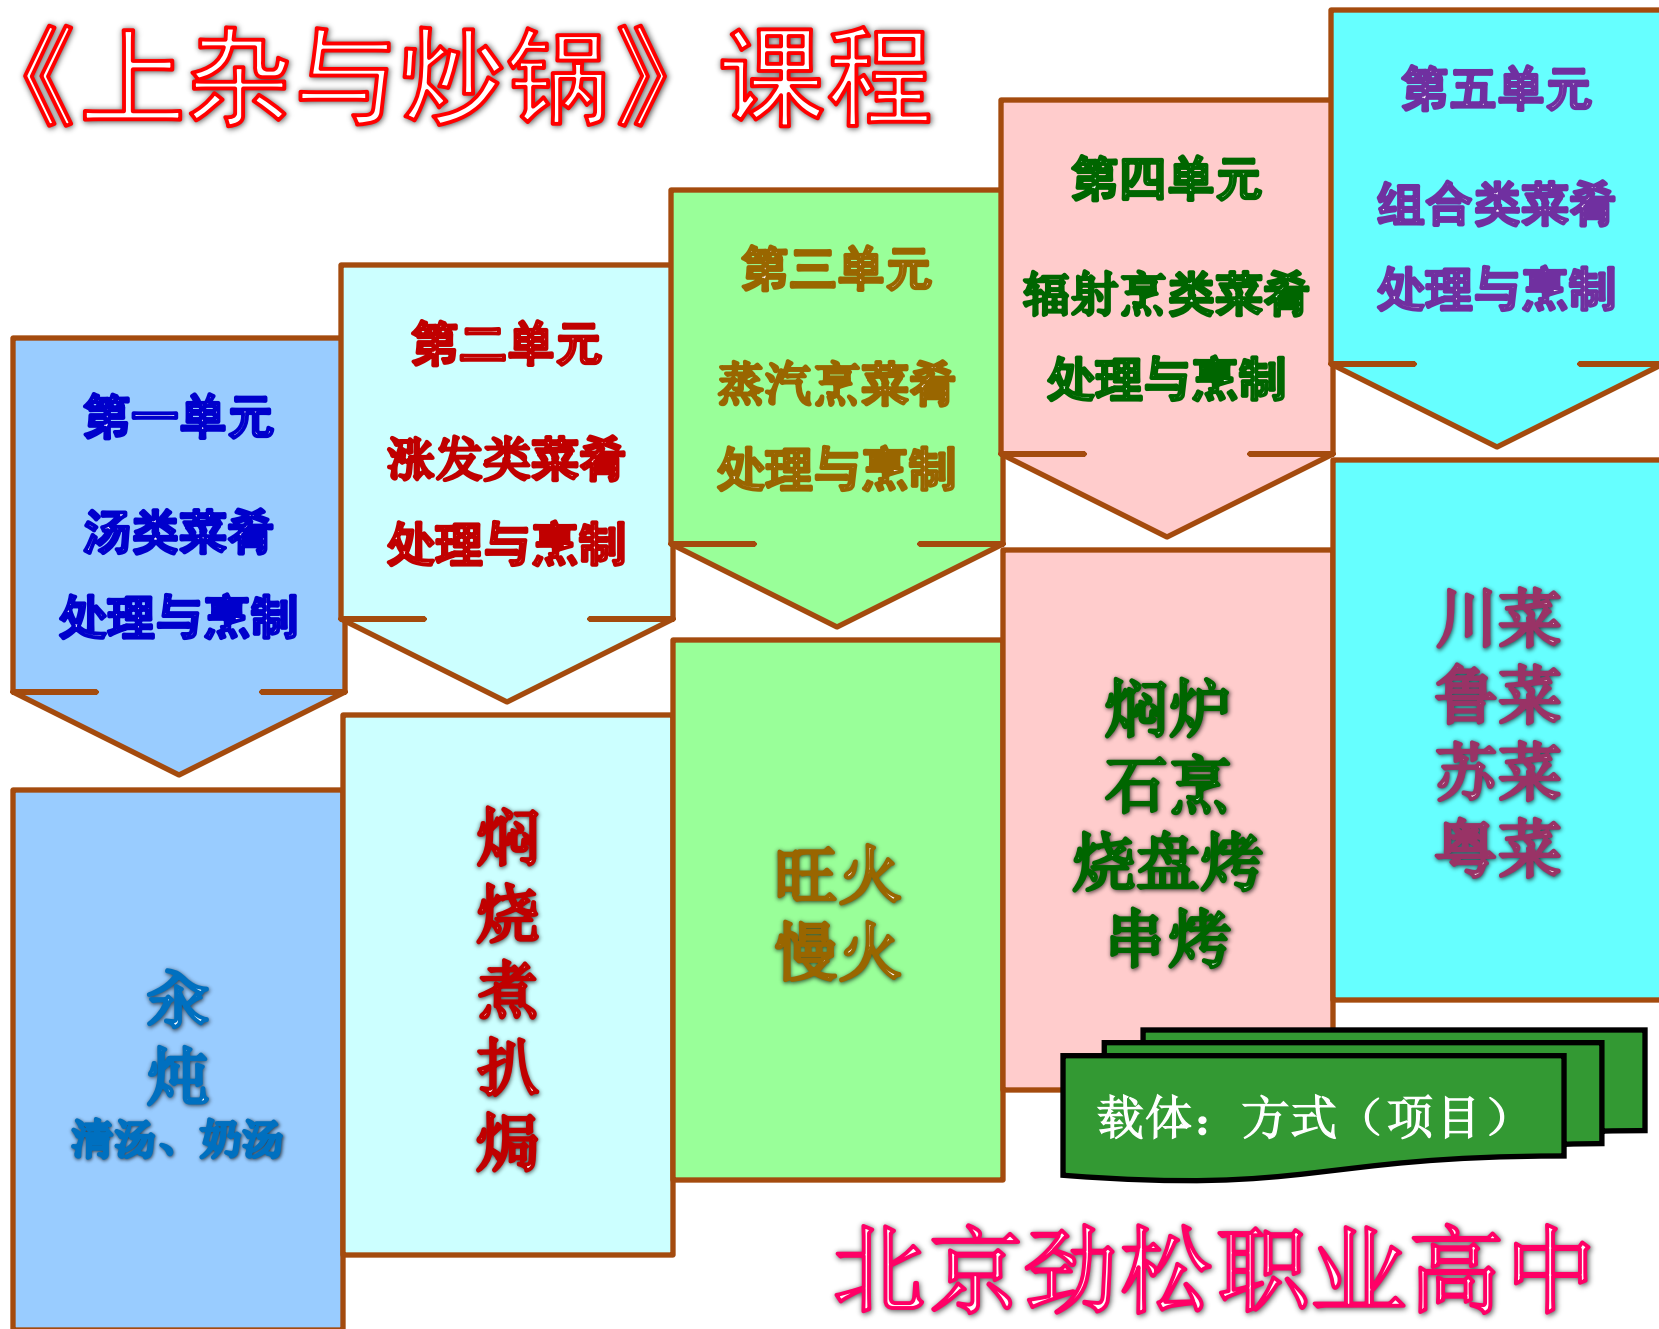 《上杂与炒锅》课程
第一单元
汤类菜肴
处理与烹制
汆
炖
清汤、奶汤
第二单元
涨发类菜肴
处理与烹制
焖
烧
煮
扒
焗
第三单元
蒸汽烹菜肴
处理与烹制
旺火
慢火
第四单元
辐射烹类菜肴
处理与烹制
焖炉
石烹
烧盘烤
串烤
第五单元
组合类菜肴
处理与烹制
川菜
鲁菜
苏菜
粤菜
载体：方式（项目）
北京劲松职业高中